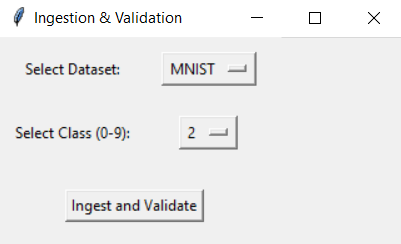 Ingestion & Validation
Select Dataset: MNIST
Select Class (0-9): 2
Ingest and Validate